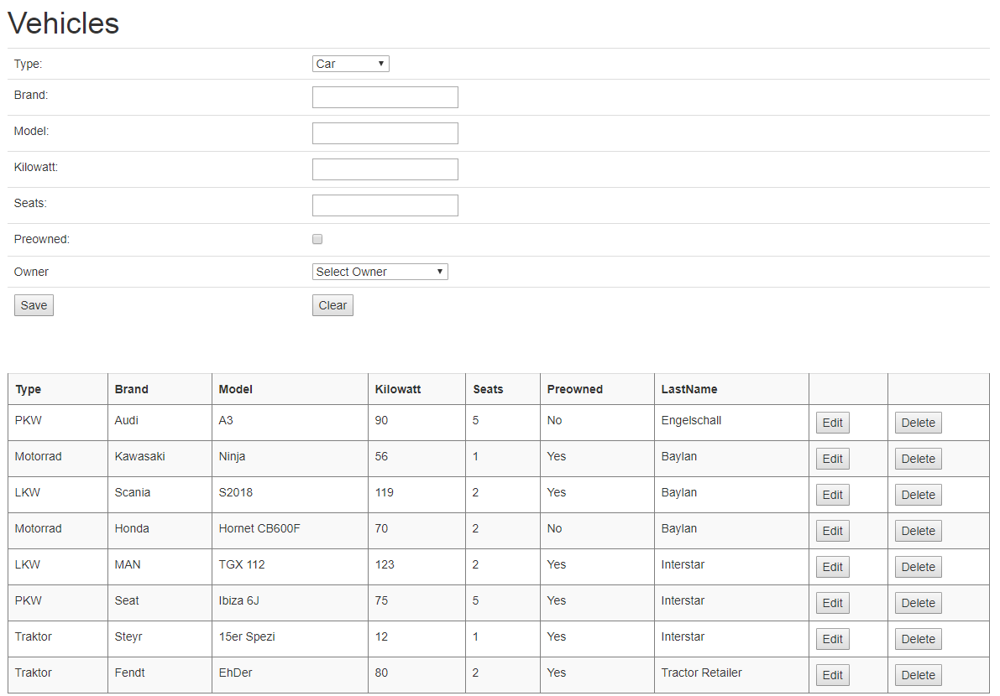 Vehicles
Type: Car
Brand:
Model:
Kilowatt:
Seats:
Preowned:
Owner Select Owner
Save Clear
Type Brand Model Kilowatt Seats Preowned LastName
PKW Audi A3 90 5 No Engelschall Edit Delete
Motorrad Kawasaki Ninja 56 1 Yes Baylan Edit Delete
LKW Scania S2018 119 2 Yes Baylan Edit Delete
Motorrad Honda Hornet CB600F 70 2 No Baylan Edit Delete
LKW MAN TGX 112 123 2 Yes Interstar Edit Delete
PKW Seat Ibiza 6J 75 5 Yes Interstar Edit Delete
Traktor Steyr 15er Spezi 12 1 Yes Interstar Edit Delete
Traktor Fendt EhDer 80 2 Yes Tractor Retailer Edit Delete